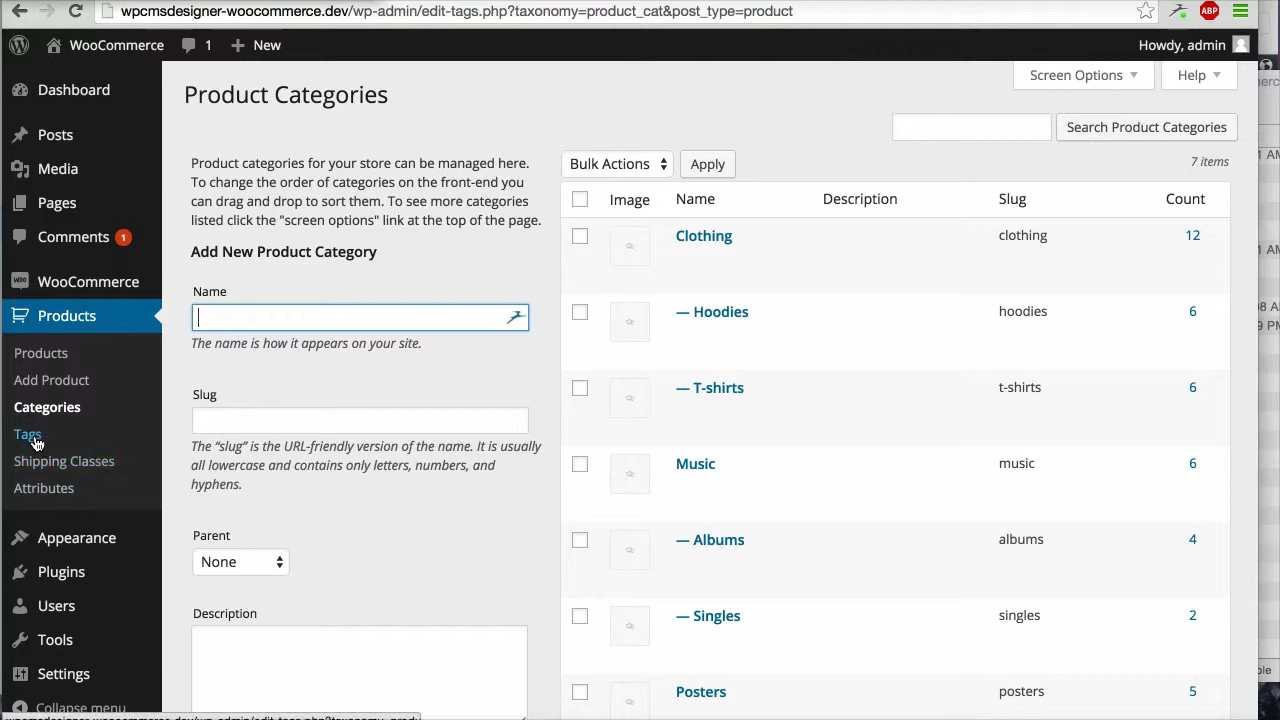 wpcmsdesigner-woocommerce.dev/wp-admin/edit-tags.php?taxonomy=product_cat&post_type=product
ABP
WooCommerce 1 New Howdy, admin
Dashboard
Posts
Media
Pages
Comments 1
WooCommerce
Products
Products
Add Product
Categories
Tags
Shipping Classes
Attributes
Appearance
Plugins
Users
Tools
Settings
Collapse menu
Screen Options Help
Product Categories
Search Product Categories
Product categories for your store can be managed here.
To change the order of categories on the front-end you
can drag and drop to sort them. To see more categories
listed click the "screen options" link at the top of the page.
Add New Product Category
Name
The name is how it appears on your site.
Slug
The “slug” is the URL-friendly version of the name. It is usually
all lowercase and contains only letters, numbers, and
hyphens.
Parent
None
Description
Bulk Actions Apply 7 items
Image Name Description Slug Count
Clothing clothing 12
— Hoodies hoodies 6
— T-shirts t-shirts 6
Music music 6
— Albums albums 4
— Singles singles 2
Posters posters 5